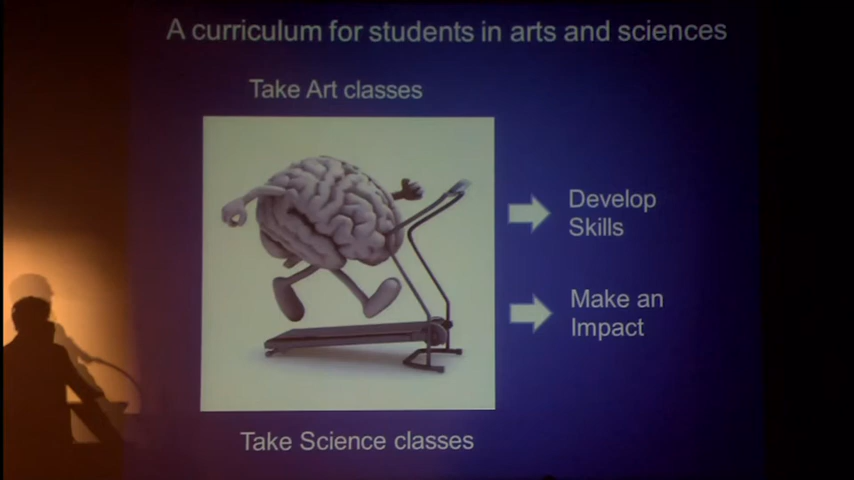 A curriculum for students in arts and sciences
Take Art classes
Develop
Skills
Make an
Impact
Take Science classes